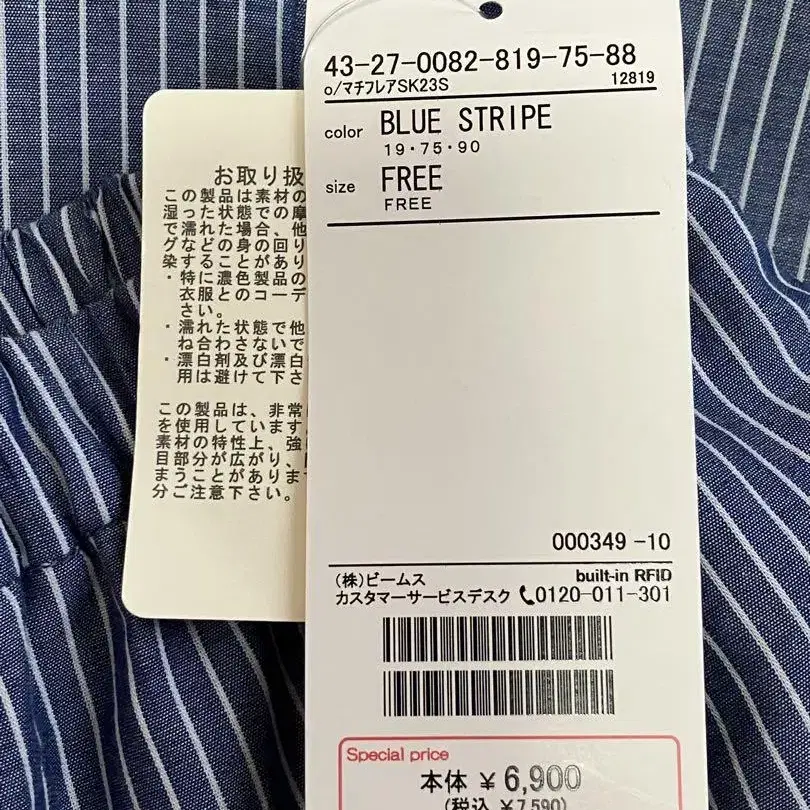 43-27-0082-819-75-88
o/マチフレアSK23S 12819
color BLUE STRIPE
19・75・90
size FREE
FREE
000349 -10
(株)ビームス built-in RFID
カスタマーサービスデスク 0120-011-301
Special price
本体 ¥6,900
(税込 ¥7,590)
お取り扱
この製品は素材の
湿った状態での摩
で濡れた場合、他
グなどの身の回り
染することがあり
・特に濃色製品の
衣服とのコーデ
さい。
・濡れた状態で他
ね合わさないで
・漂白剤及び漂白
用は避けて下さ
この製品は、非常
を使用しています
素材の特性上、強
目部分が広がり、
まうことがありま
分ご注意下さい。